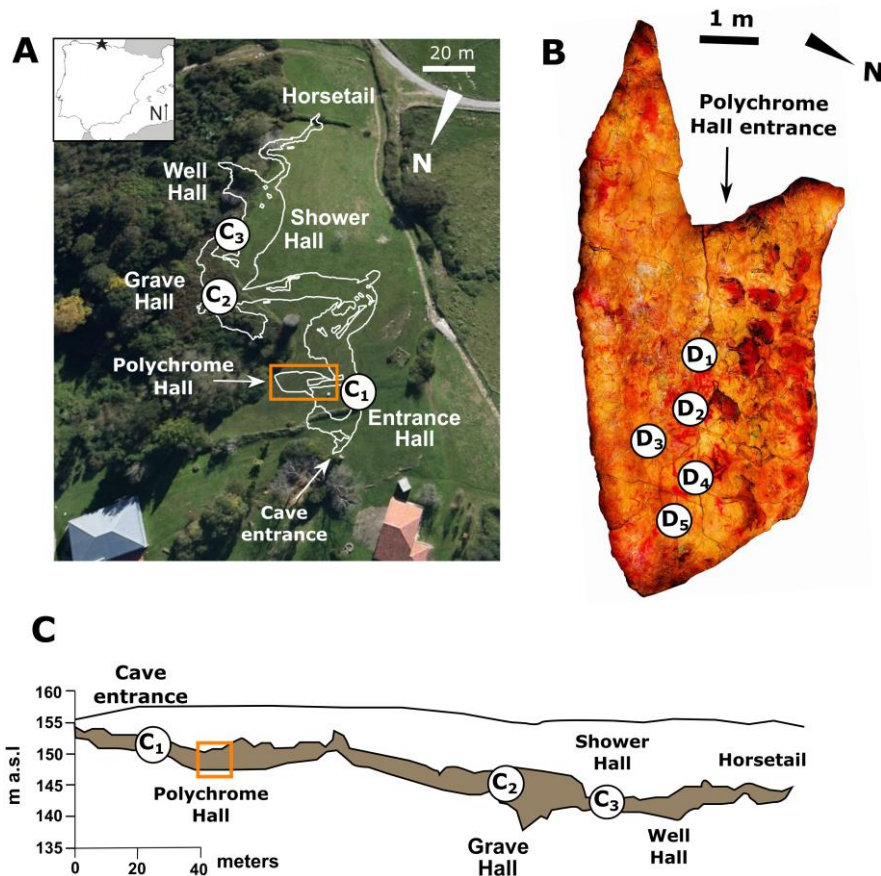 A
N
20 m
N
Horsetail
Well
Hall
Shower
Hall
C3
Grave
Hall
C2
Polychrome
Hall
C1
Entrance
Hall
Cave
entrance
B
1 m
N
Polychrome
Hall entrance
D1
D2
D3
D4
D5
C
m a.s.l
160
155
150
145
140
135
0 20 40 meters
Cave
entrance
C1
Polychrome
Hall
C2
Grave
Hall
Shower
Hall
C3
Well
Hall
Horsetail